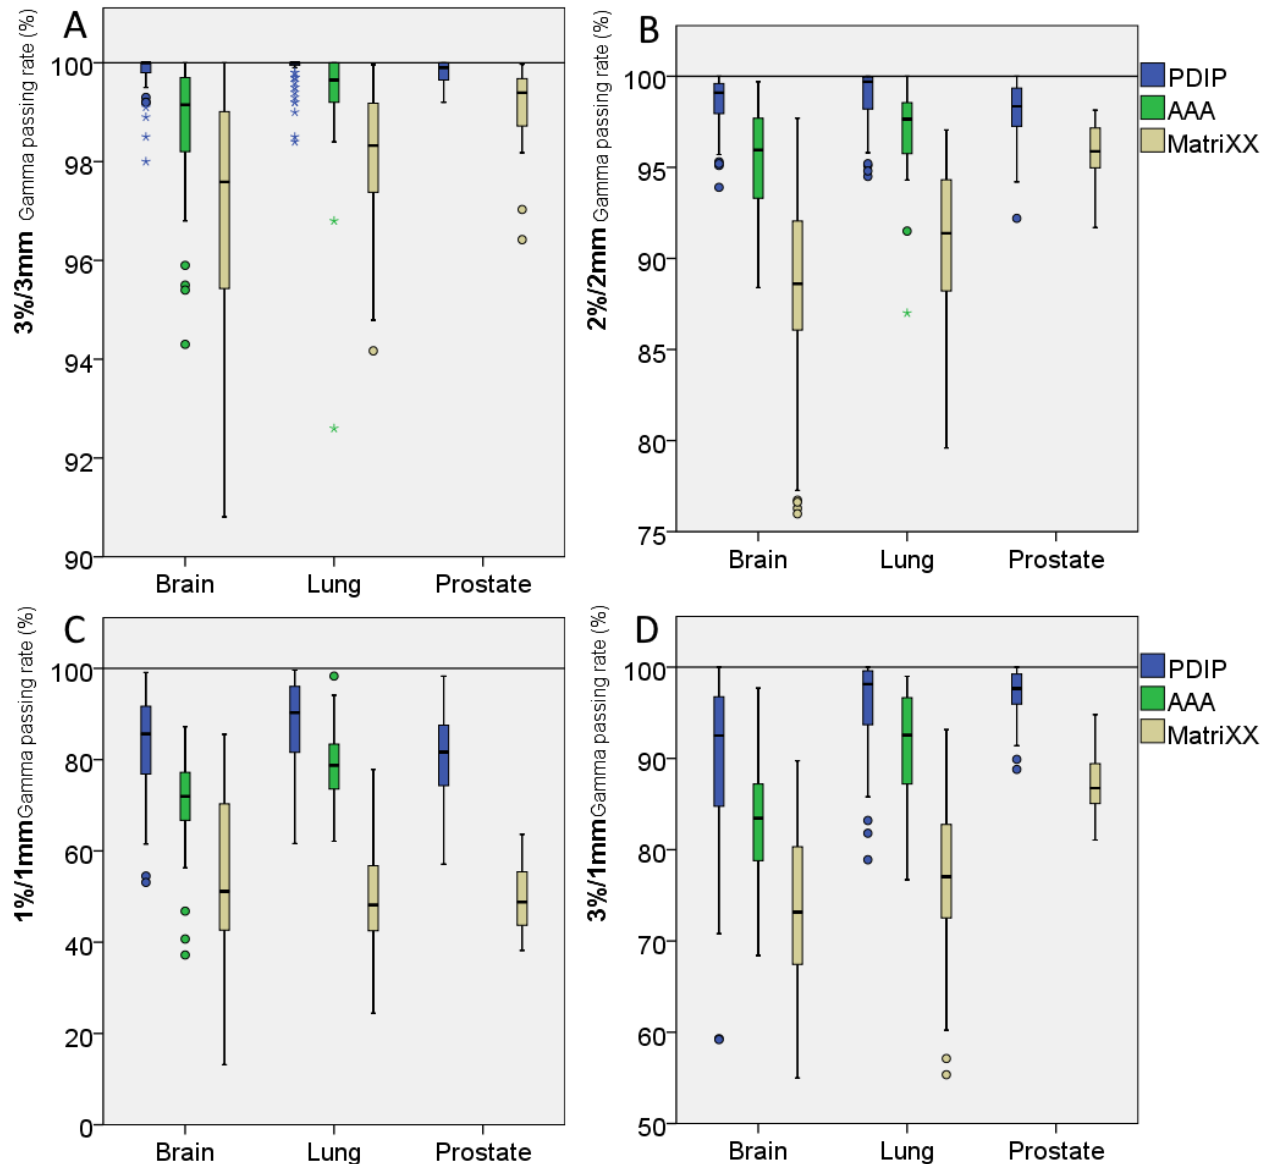 A
3%/3mm Gamma passing rate (%)
100
98
96
94
92
90
Brain Lung Prostate
B
2%/2mm Gamma passing rate (%)
100
95
90
85
80
75
Brain Lung Prostate
PDIP
AAA
MatriXX
C
1%/1mm Gamma passing rate (%)
100
80
60
40
20
0
Brain Lung Prostate
D
3%/1mm Gamma passing rate (%)
100
90
80
70
60
50
Brain Lung Prostate
PDIP
AAA
MatriXX